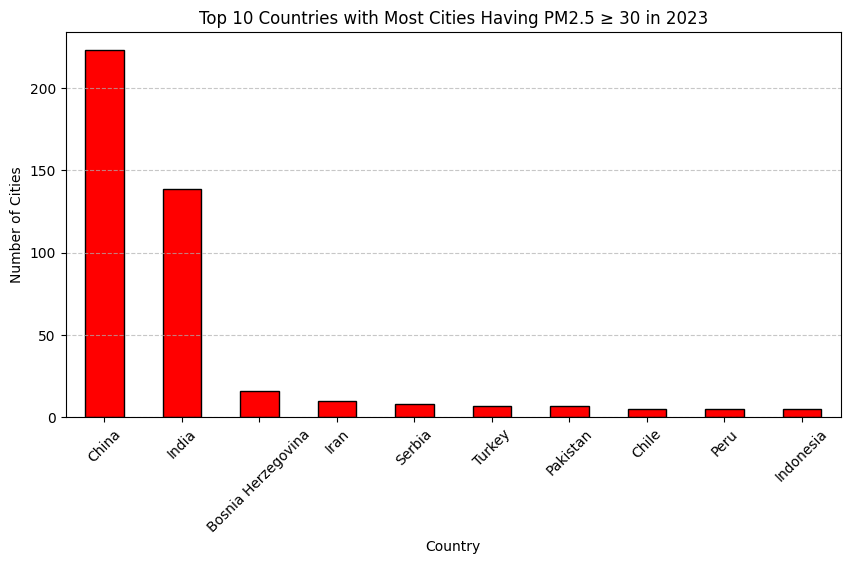 Top 10 Countries with Most Cities Having PM2.5 ≥ 30 in 2023
Number of Cities
200
150
100
50
0
China
India
Bosnia Herzegovina
Iran
Serbia
Turkey
Pakistan
Chile
Peru
Indonesia
Country